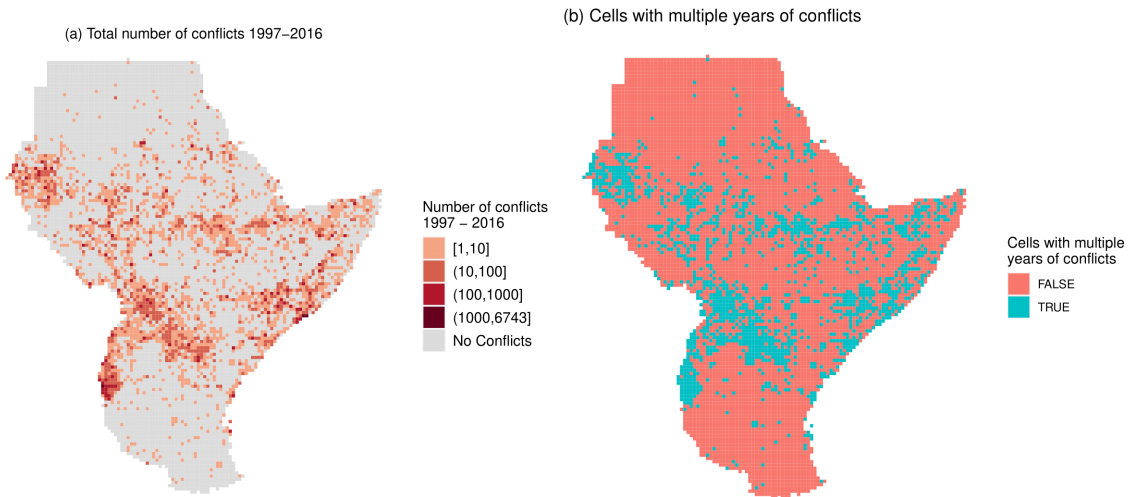 (a) Total number of conflicts 1997−2016
Number of conflicts
1997 − 2016
[1,10]
(10,100]
(100,1000]
(1000,6743]
No Conflicts
(b) Cells with multiple years of conflicts
Cells with multiple
years of conflicts
FALSE
TRUE